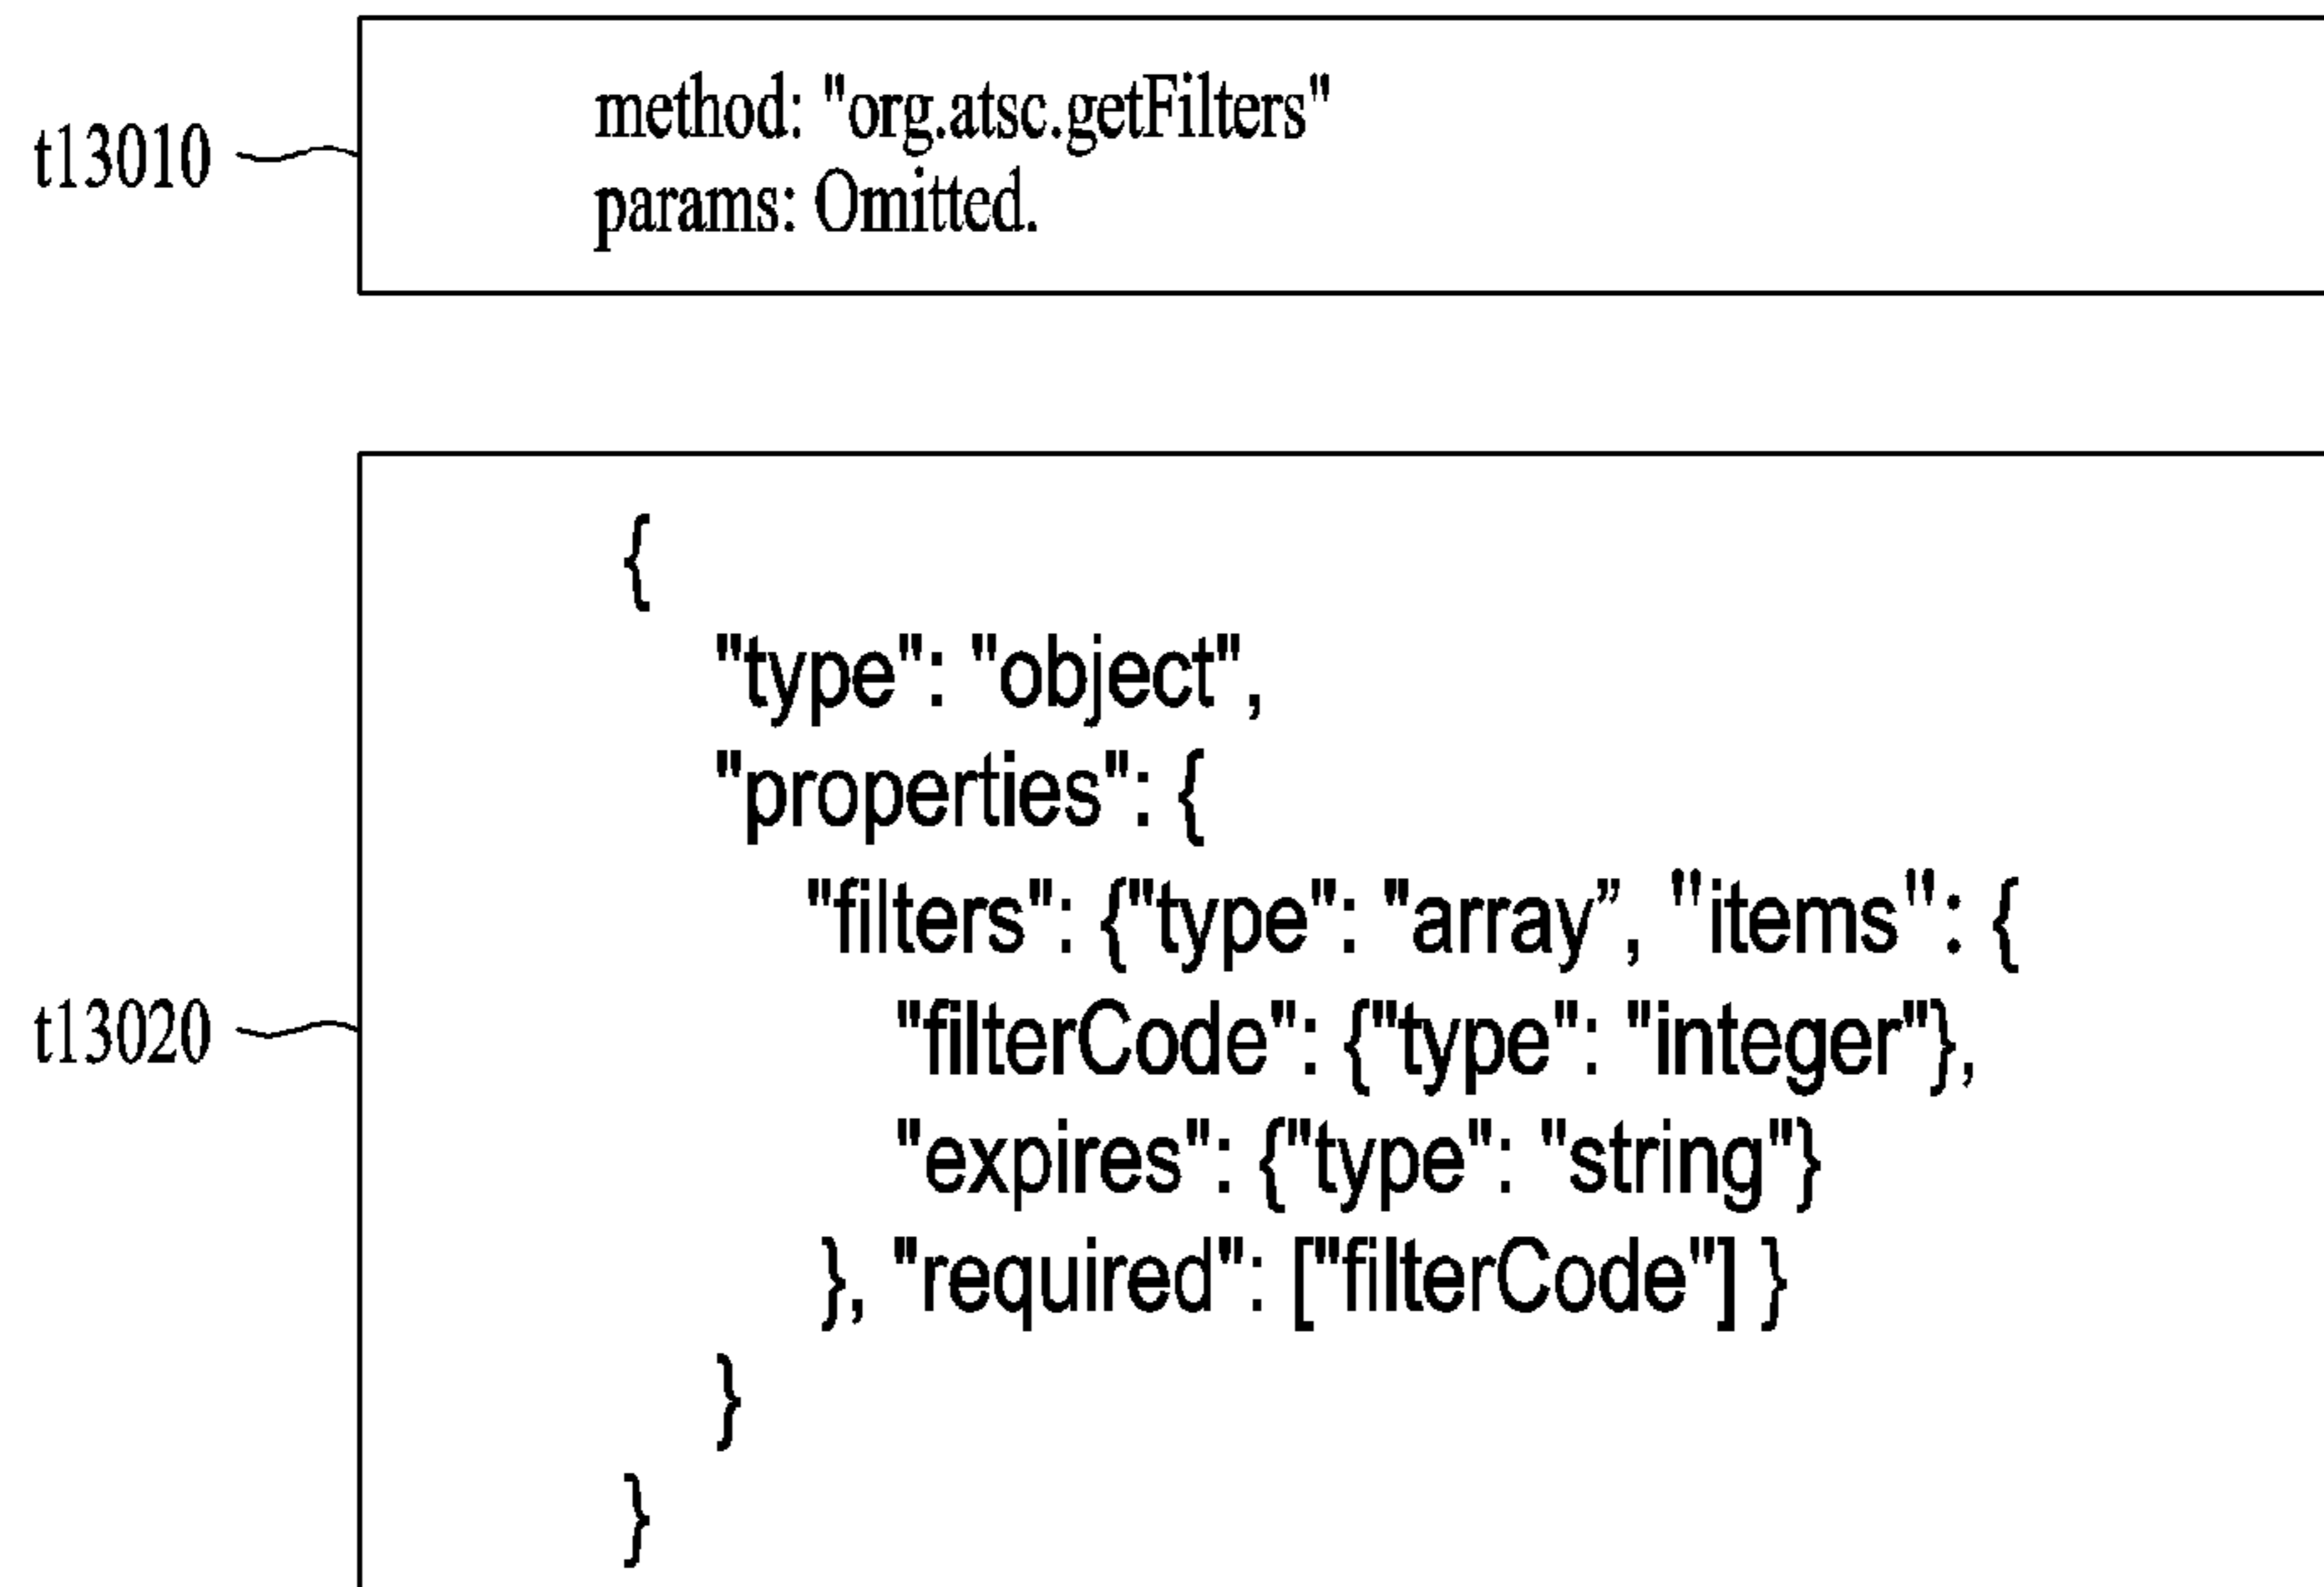 t13010
method: "org.atsc.getFilters"
params: Omitted.
t13020
{
"type": "object",
"properties": {
"filters": {"type": "array”, "items": {
"filterCode": {"type": "integer"},
"expires": {"type": "string"}
}, "required": ["filterCode"] }
}
}